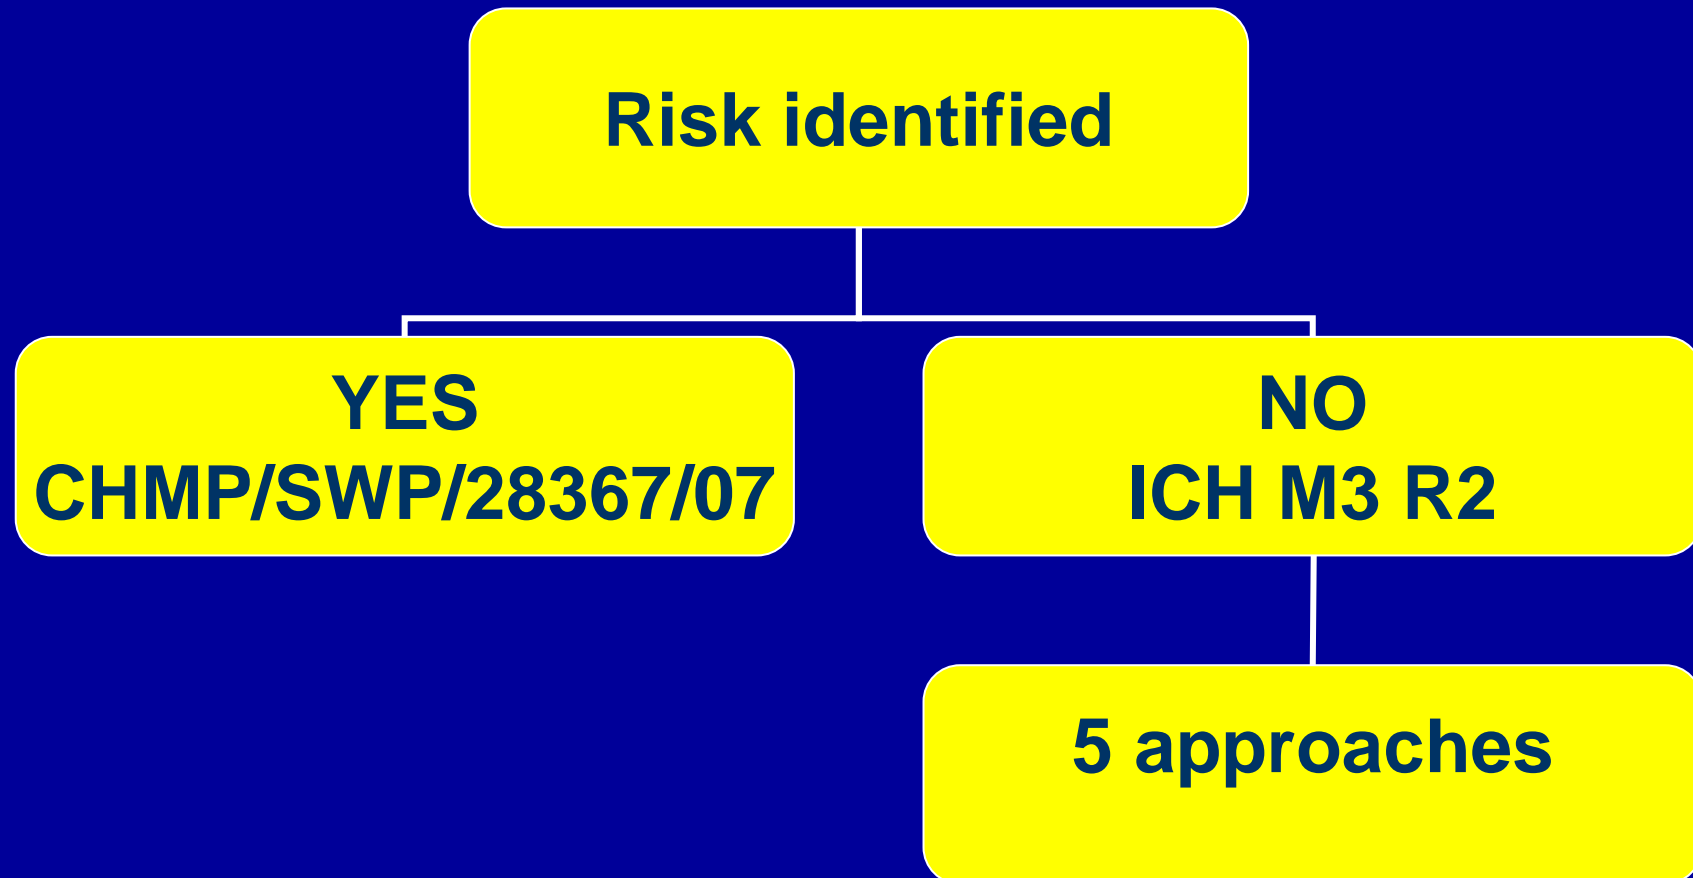 Risk identified
YES
CHMP/SWP/28367/07
NO
ICH M3 R2
5 approaches